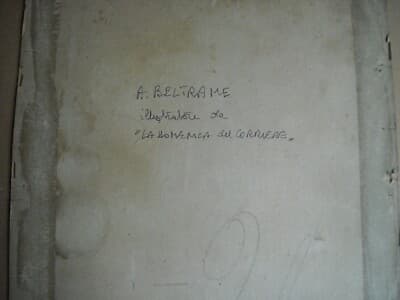 A. BELTRAME
illustratore de
"LA DOMENICA del CORRIERE"